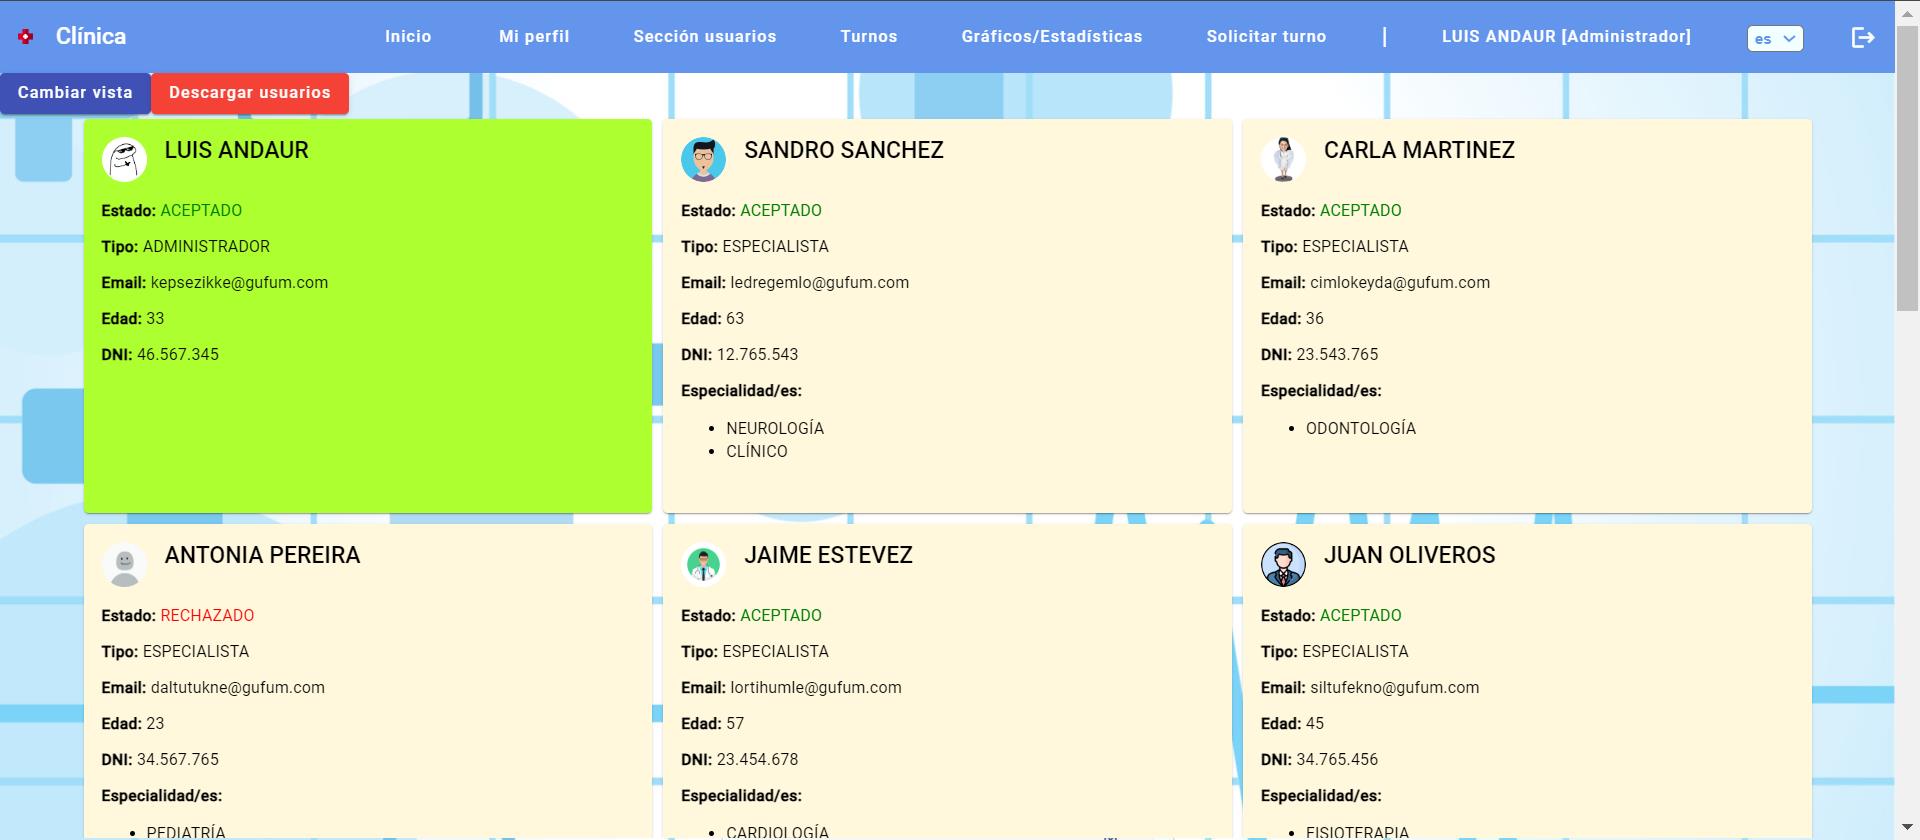 Clínica
Inicio
Mi perfil
Sección usuarios
Turnos
Gráficos/Estadísticas
Solicitar turno
|
LUIS ANDAUR [Administrador]
es
Cambiar vista
Descargar usuarios
LUIS ANDAUR
Estado: ACEPTADO
Tipo: ADMINISTRADOR
Email: kepsezikke@gufum.com
Edad: 33
DNI: 46.567.345
SANDRO SANCHEZ
Estado: ACEPTADO
Tipo: ESPECIALISTA
Email: ledregemlo@gufum.com
Edad: 63
DNI: 12.765.543
Especialidad/es:
• NEUROLOGÍA
• CLÍNICO
CARLA MARTINEZ
Estado: ACEPTADO
Tipo: ESPECIALISTA
Email: cimlokeyda@gufum.com
Edad: 36
DNI: 23.543.765
Especialidad/es:
• ODONTOLOGÍA
ANTONIA PEREIRA
Estado: RECHAZADO
Tipo: ESPECIALISTA
Email: daltutukne@gufum.com
Edad: 23
DNI: 34.567.765
Especialidad/es:
• PEDIATRÍA
JAIME ESTEVEZ
Estado: ACEPTADO
Tipo: ESPECIALISTA
Email: lortihumle@gufum.com
Edad: 57
DNI: 23.454.678
Especialidad/es:
• CARDIOLOGÍA
JUAN OLIVEROS
Estado: ACEPTADO
Tipo: ESPECIALISTA
Email: siltufekno@gufum.com
Edad: 45
DNI: 34.765.456
Especialidad/es:
• FISIOTERAPIA